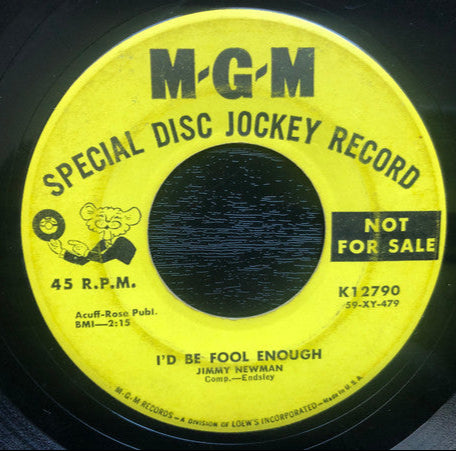 M-G-M
SPECIAL DISC JOCKEY RECORD
NOT
FOR SALE
45 R.P.M.
K12790
59-XY-479
Acuff-Rose Publ.
BMI—2:15
I'D BE FOOL ENOUGH
JIMMY NEWMAN
Comp.—Endsley
M-G-M RECORDS—A DIVISION OF LOEW'S INCORPORATED—Made in U.S.A.